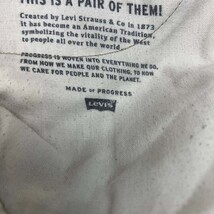 THIS IS A PAIR OF THEM!
Created by Levi Strauss & Co in 1873
it has become an American Tradition,
symbolizing the vitality of the West
to people all over the world.
PROGRESS IS WOVEN INTO EVERYTHING WE DO.
FROM HOW WE MAKE OUR CLOTHING, TO HOW
WE CARE FOR PEOPLE AND THE PLANET.
MADE OF PROGRESS
LEVI'S